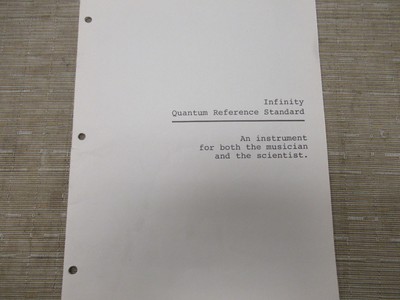 Infinity
Quantum Reference Standard
An instrument
for both the musician
and the scientist.